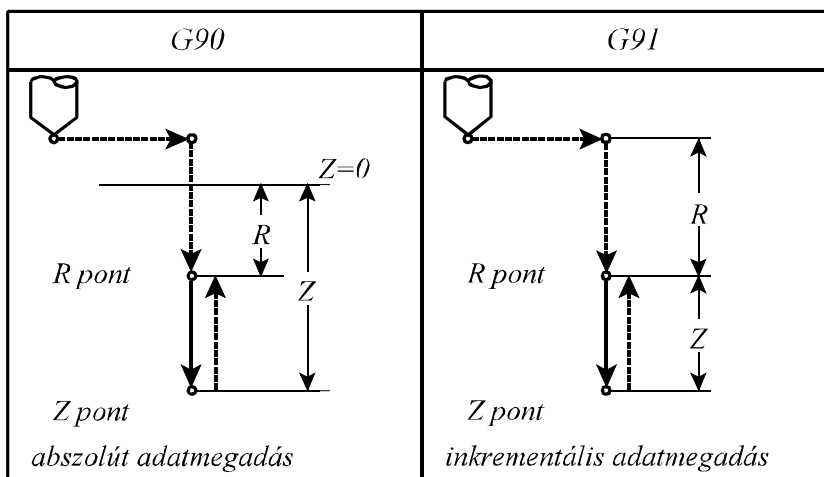 G90
G91
Z=0
R
R
R pont
Z
R pont
Z
Z pont
Z pont
abszolút adatmegadás
inkrementális adatmegadás